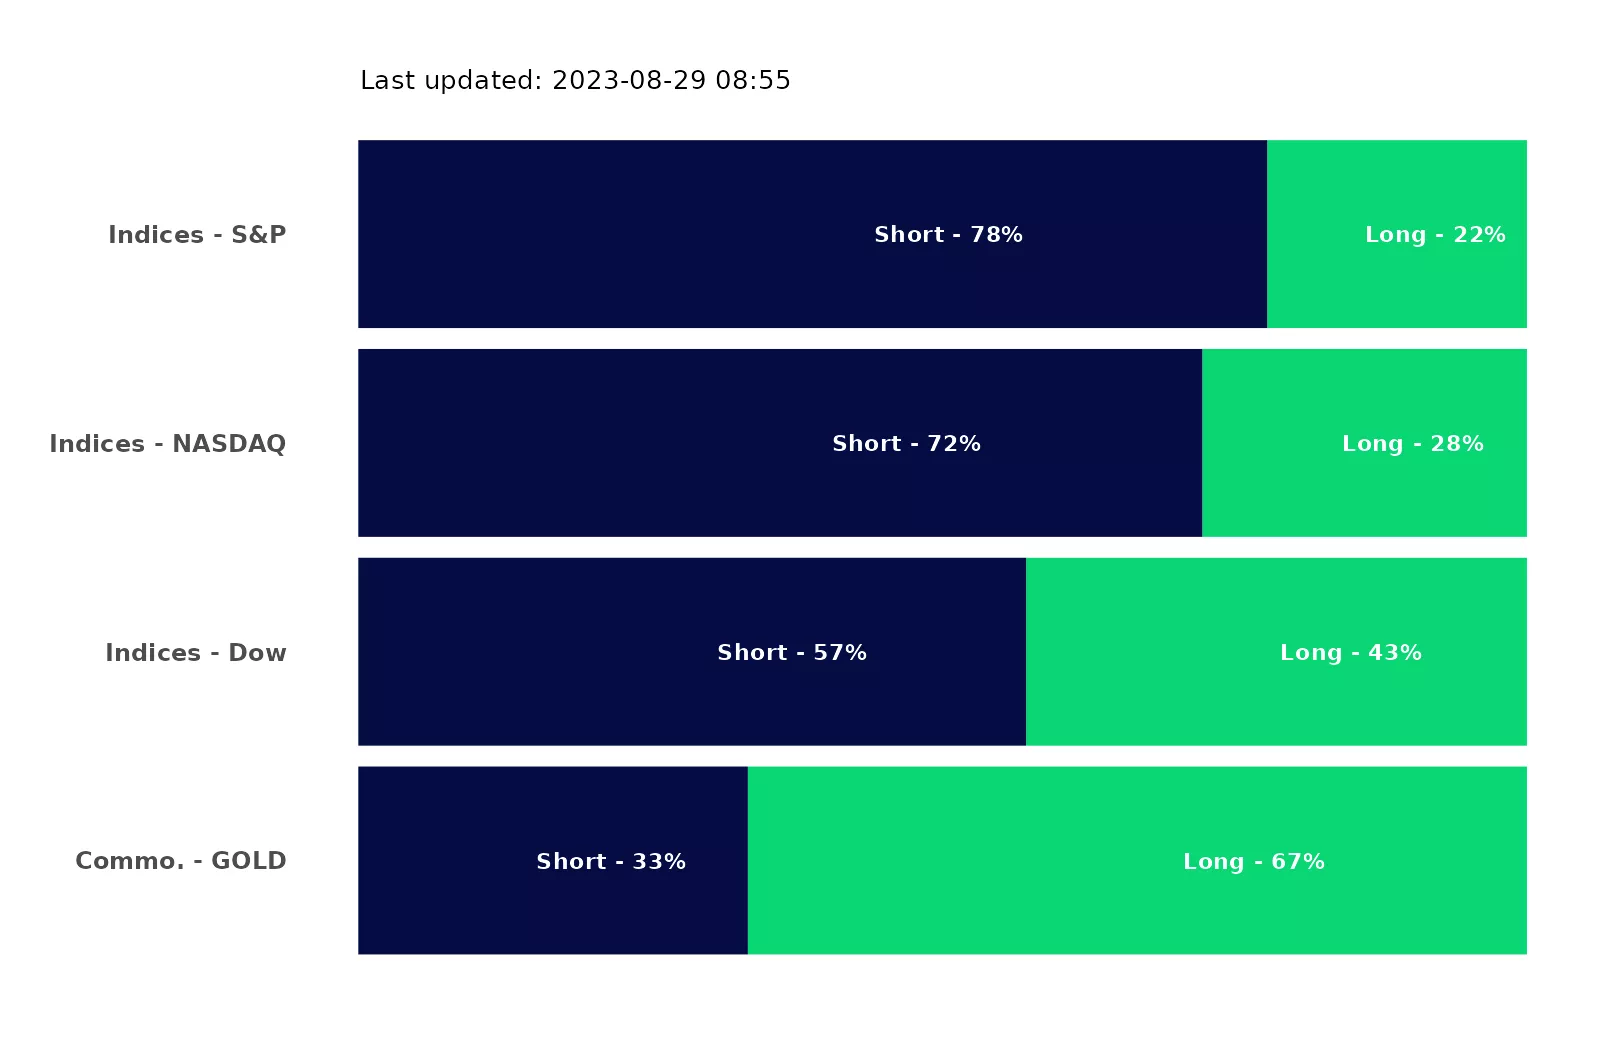 Last updated: 2023-08-29 08:55
Indices - S&P Short - 78% Long - 22%
Indices - NASDAQ Short - 72% Long - 28%
Indices - Dow Short - 57% Long - 43%
Commo. - GOLD Short - 33% Long - 67%